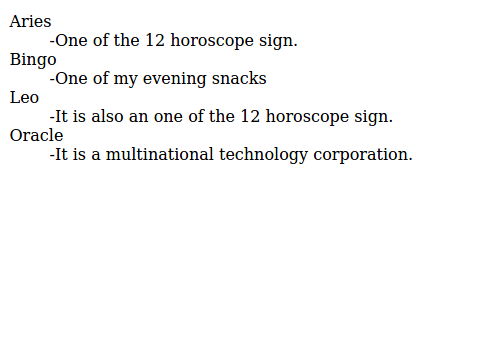 Aries
-One of the 12 horoscope sign.
Bingo
-One of my evening snacks
Leo
-It is also an one of the 12 horoscope sign.
Oracle
-It is a multinational technology corporation.